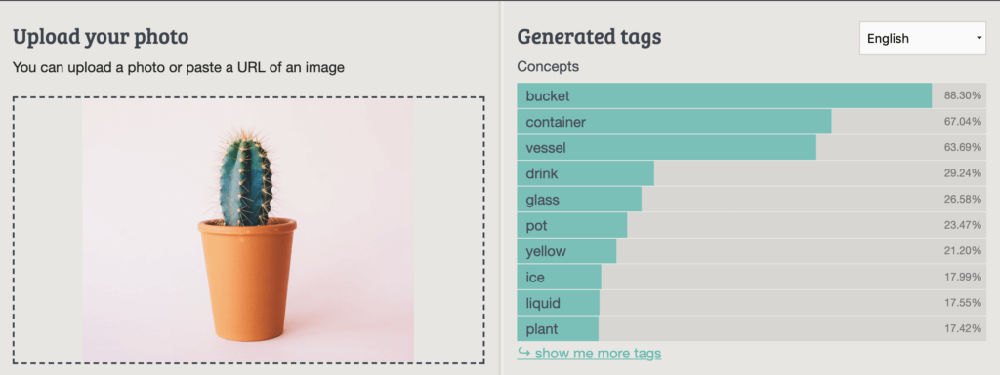 Upload your photo
You can upload a photo or paste a URL of an image
Generated tags
English
Concepts
bucket 88.30%
container 67.04%
vessel 63.69%
drink 29.24%
glass 26.58%
pot 23.47%
yellow 21.20%
ice 17.99%
liquid 17.55%
plant 17.42%
↪ show me more tags